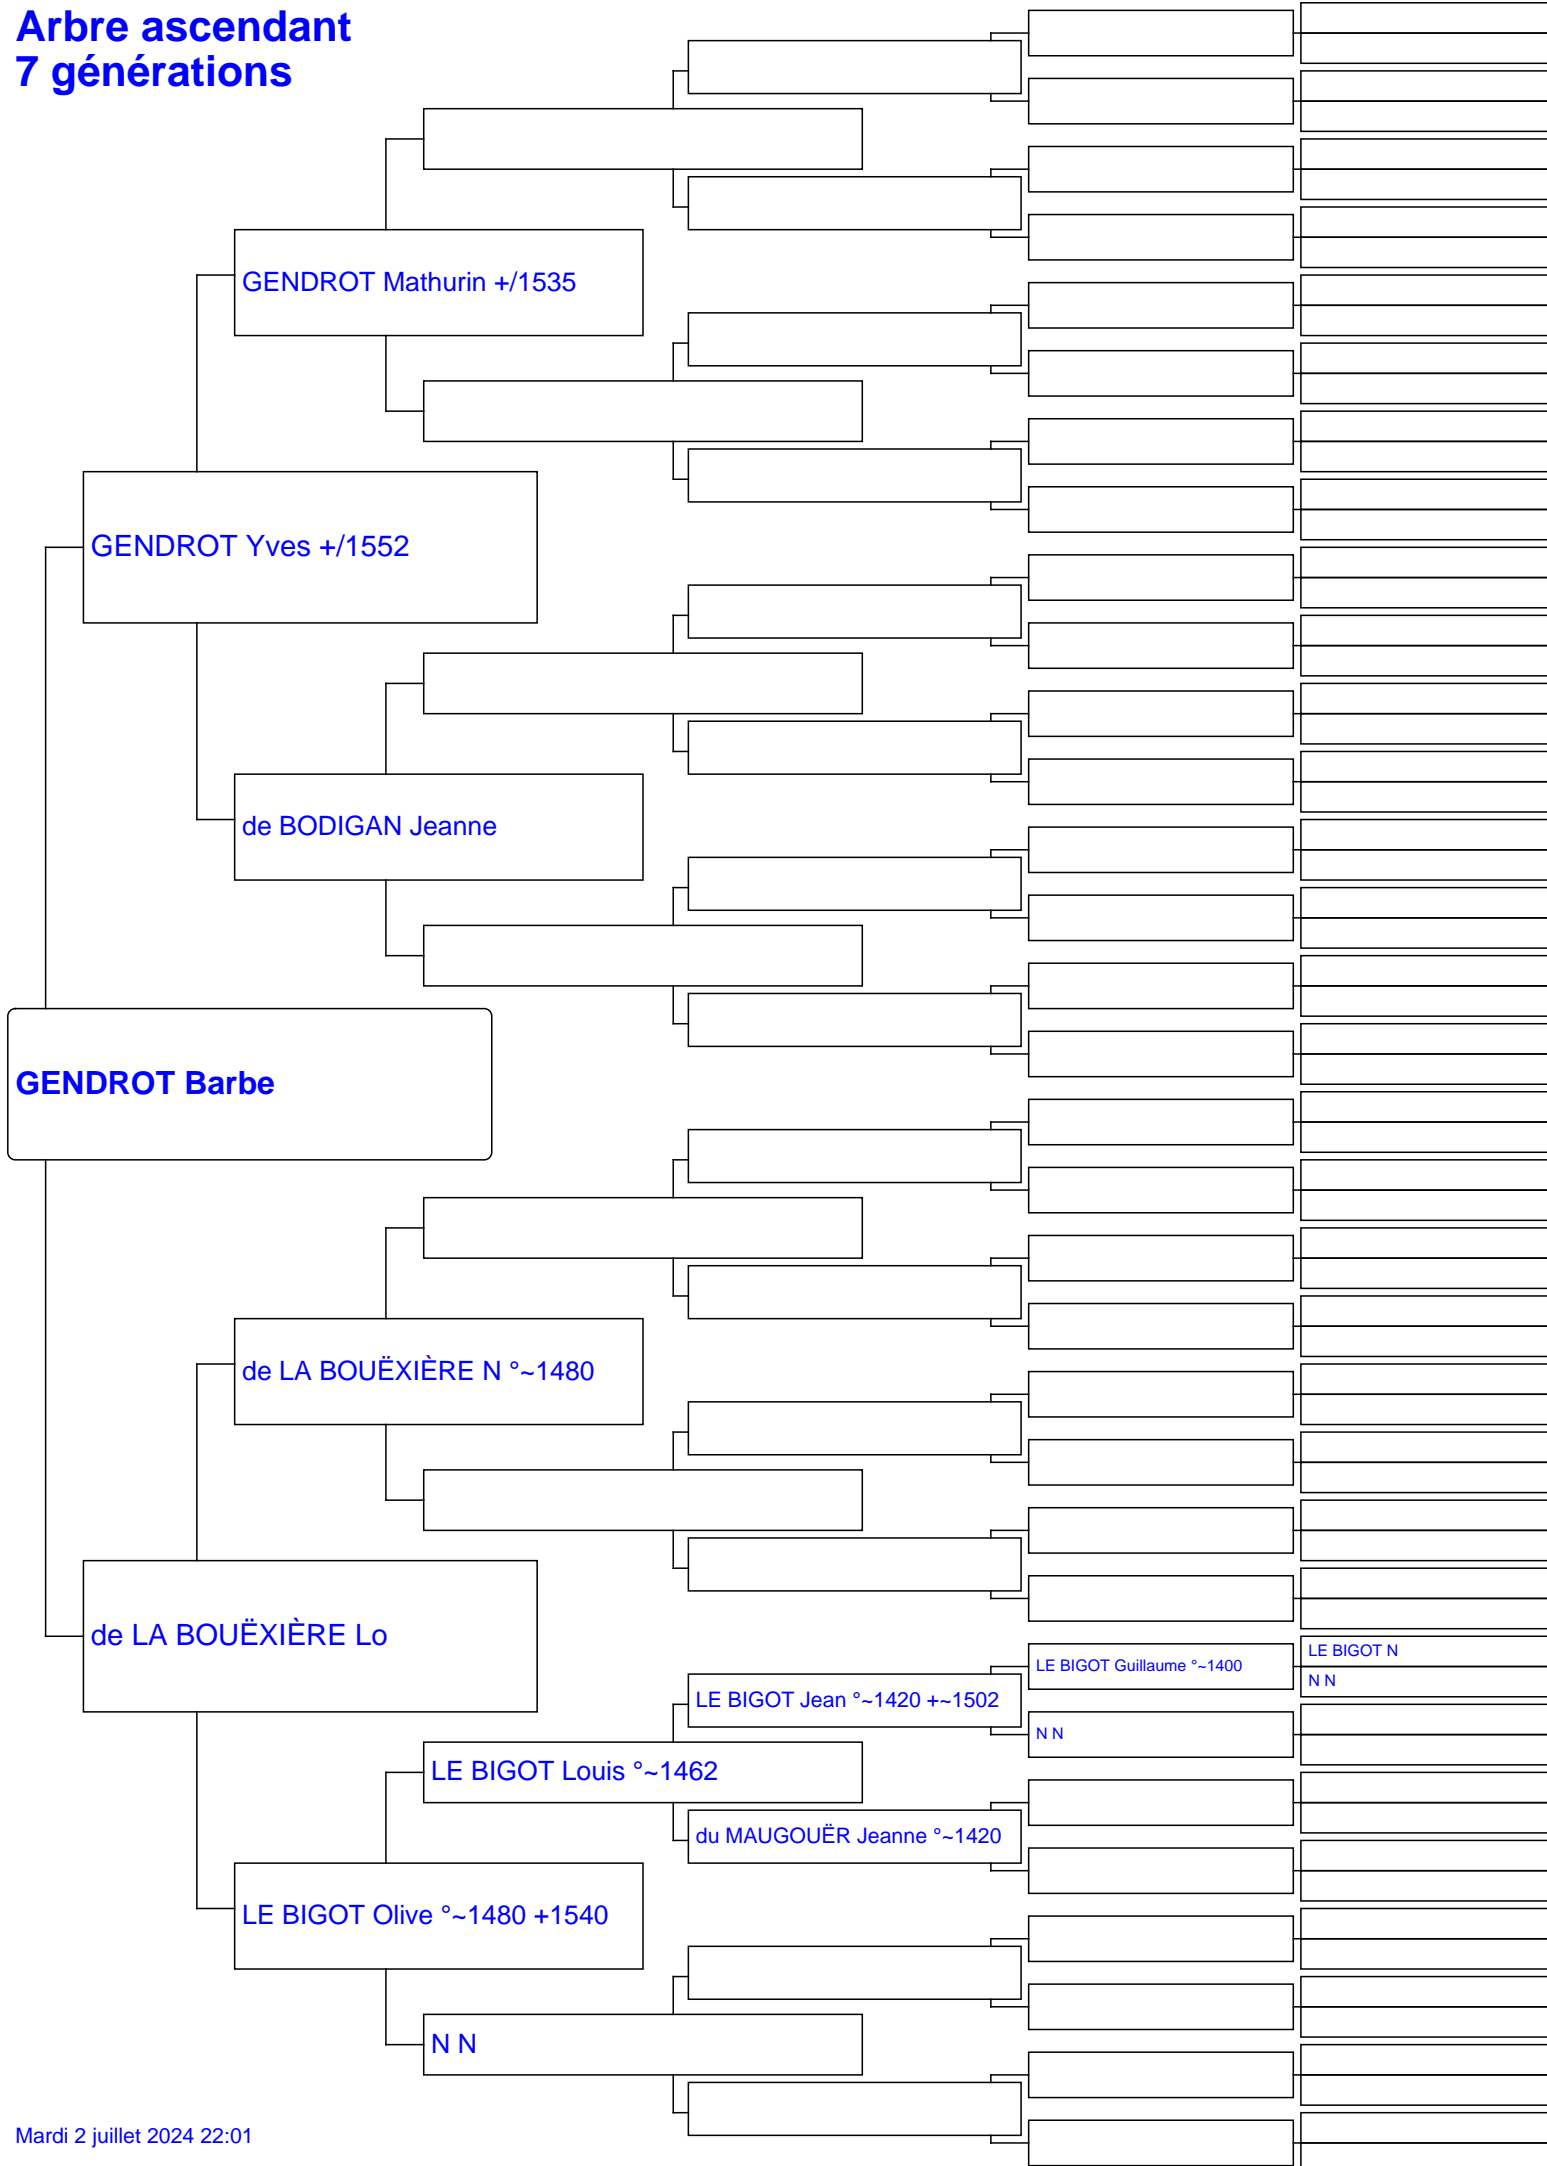 Arbre ascendant
7 générations
GENDROT Mathurin +/1535
GENDROT Yves +/1552
de BODIGAN Jeanne
GENDROT Barbe
de LA BOUËXIÈRE N °~1480
de LA BOUËXIÈRE Lo
LE BIGOT Guillaume °~1400
LE BIGOT N
N N
LE BIGOT Jean °~1420 +~1502
N N
LE BIGOT Louis °~1462
du MAUGOUËR Jeanne °~1420
LE BIGOT Olive °~1480 +1540
N N
Mardi 2 juillet 2024 22:01